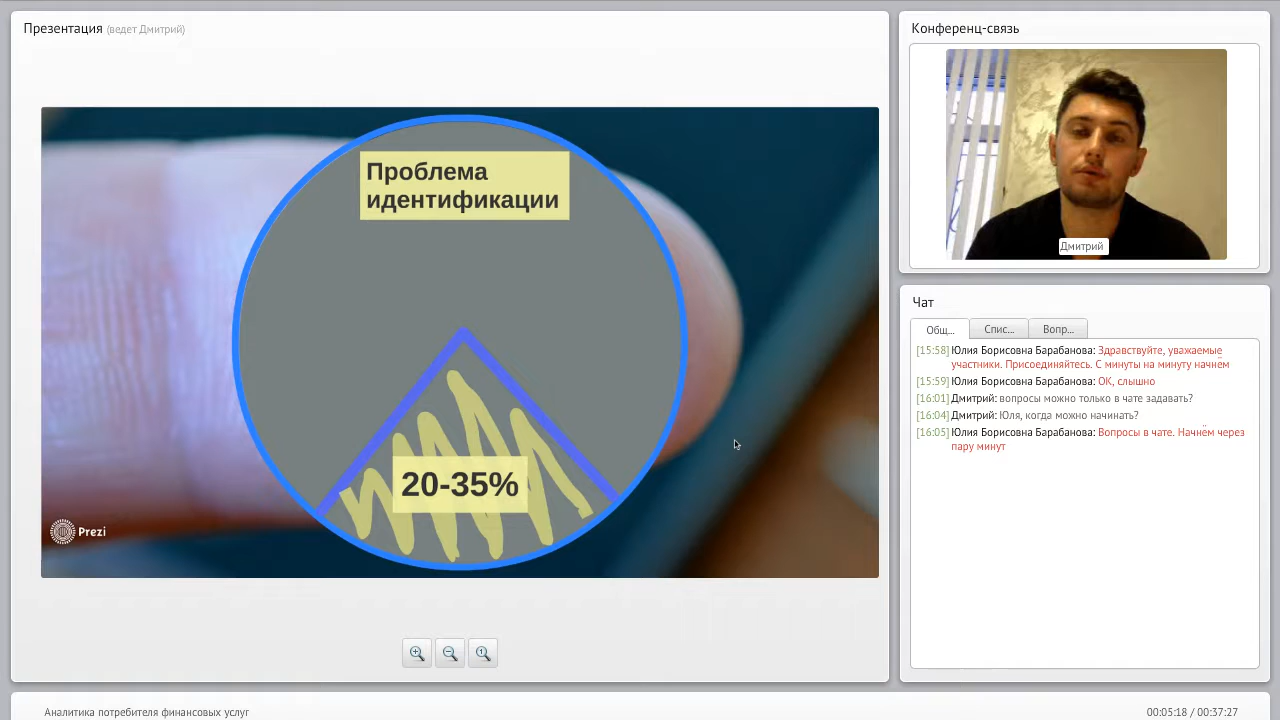 Презентация (ведет Дмитрий)
Проблема
идентификации
20-35%
Prezi
Конференц-связь
Дмитрий
Чат
Общ...
Спис...
Вопр...
[15:58] Юлия Борисовна Барабанова: Здравствуйте, уважаемые
участники. Присоединяйтесь. С минуты на минуту начнём
[15:59] Юлия Борисовна Барабанова: ОК, слышно
[16:01] Дмитрий: вопросы можно только в чате задавать?
[16:04] Дмитрий: Юля, когда можно начинать?
[16:05] Юлия Борисовна Барабанова: Вопросы в чате. Начнём через
пару минут
Аналитика потребителя финансовых услуг
00:05:18 / 00:37:27